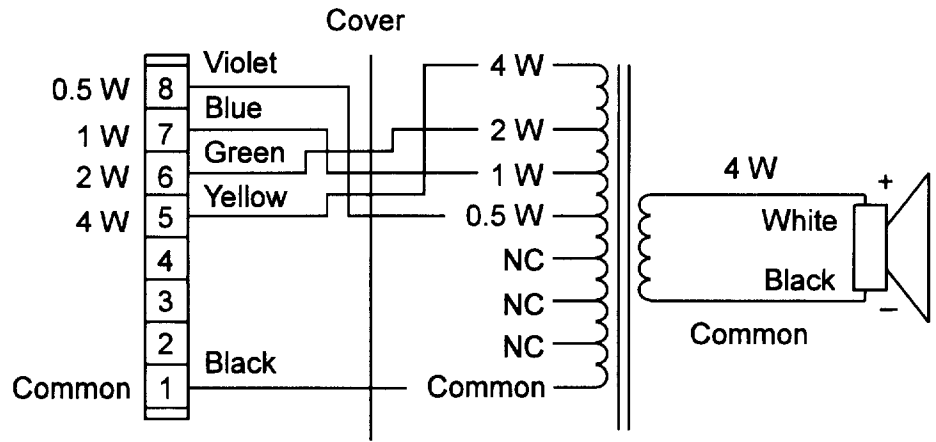 Cover
Violet
4 W
0.5 W 8
Blue
1 W 7
2 W
Green
2 W 6
1 W
4 W
+
Yellow
4 W 5
0.5 W
White
4
NC
Black
3
NC
–
2
NC
Common
Black
Common 1
Common